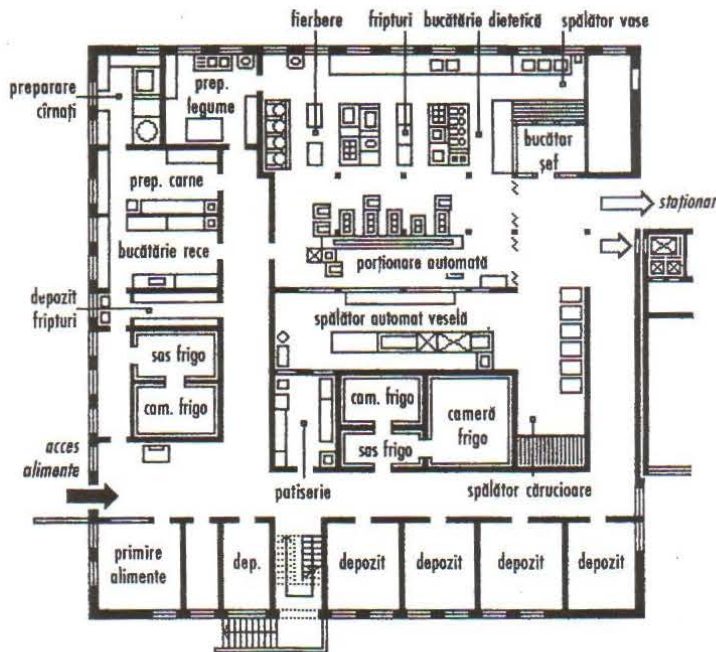 fierbere
fripturi
bucătărie dietetică
spălător vase
preparare
cîrnați
prep.
legume
bucătar
șef
prep. carne
staționar
bucătărie rece
porționare automată
depozit
fripturi
spălător automat veselă
sas frigo
cam. frigo
cam. frigo
cameră
frigo
sas frigo
acces
alimente
patiserie
spălător cărucioare
primire
alimente
dep.
depozit
depozit
depozit
depozit